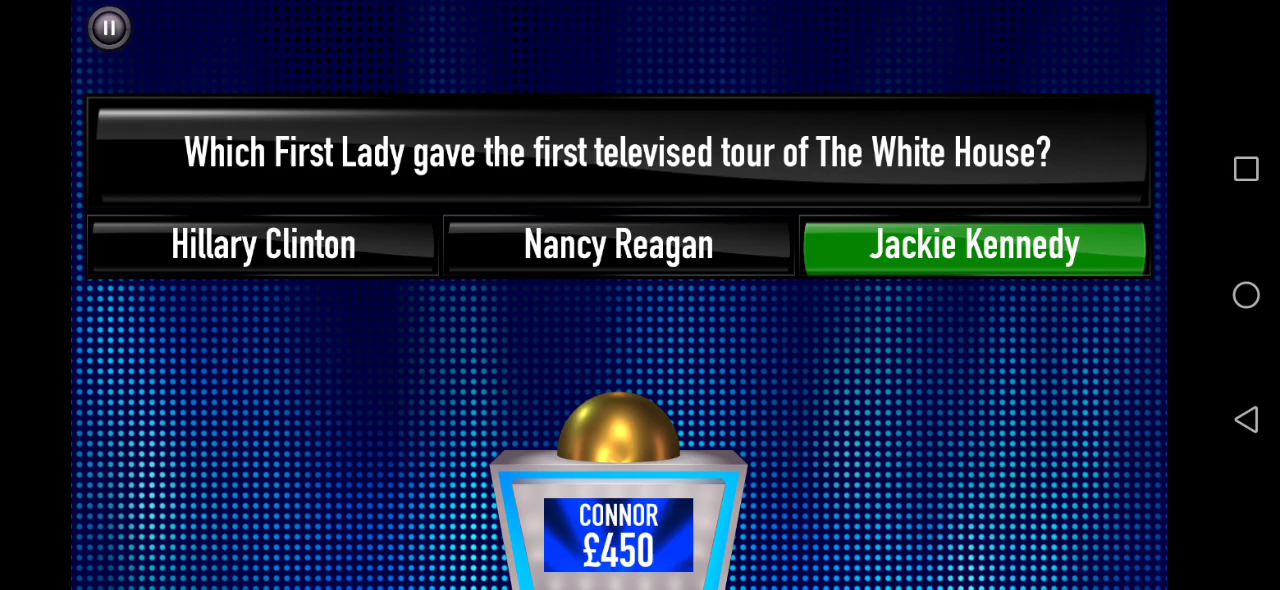 Which First Lady gave the first televised tour of The White House?
Hillary Clinton
Nancy Reagan
Jackie Kennedy
CONNOR
£450